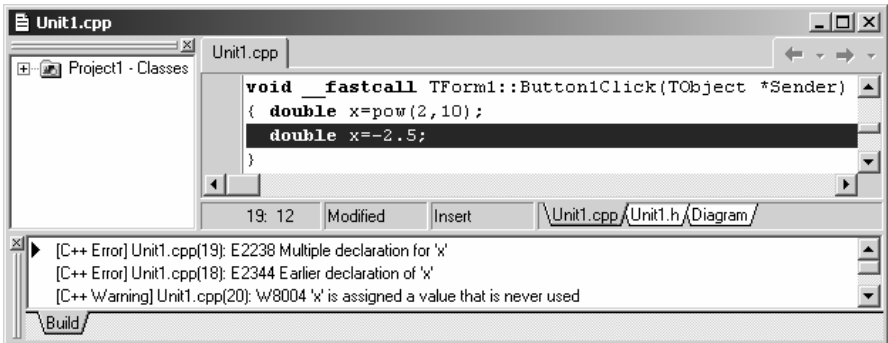 Unit1.cpp
Project1 - Classes
Unit1.cpp
void __fastcall TForm1::Button1Click(TObject *Sender)
{ double x=pow(2,10);
double x=-2.5;
}
19: 12 Modified Insert Unit1.cpp Unit1.h Diagram
[C++ Error] Unit1.cpp(19): E2238 Multiple declaration for 'x'
[C++ Error] Unit1.cpp(18): E2344 Earlier declaration of 'x'
[C++ Warning] Unit1.cpp(20): W8004 'x' is assigned a value that is never used
Build